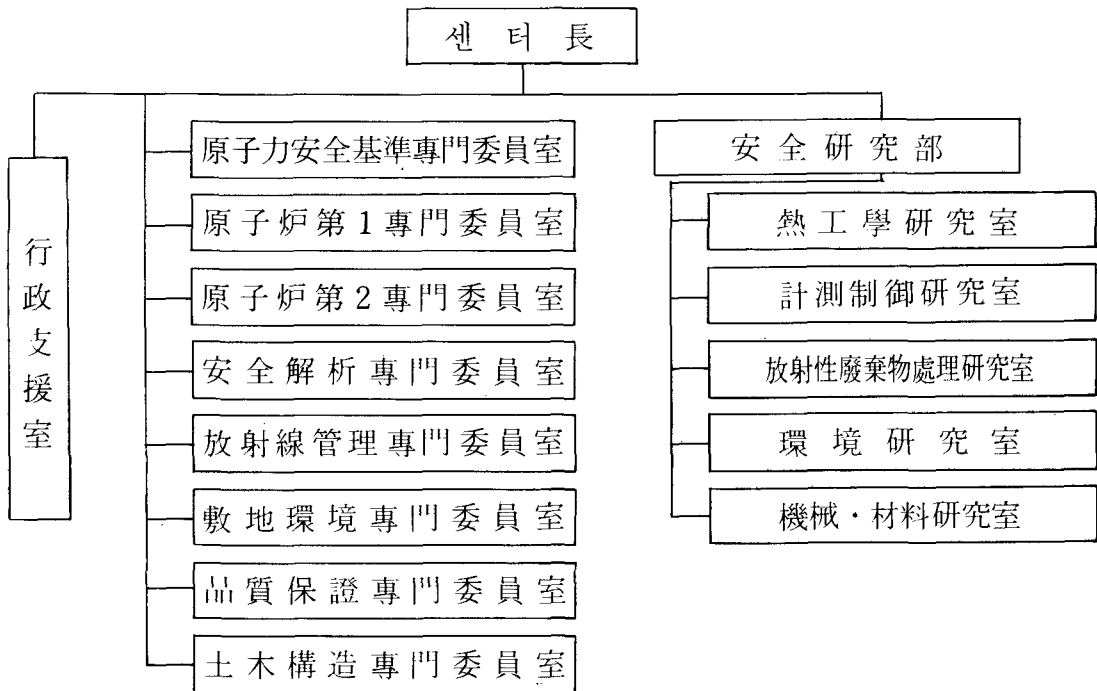 센터長
行政支援室
原子力安全基準專門委員室
原子炉第1專門委員室
原子炉第2專門委員室
安全解析專門委員室
放射線管理專門委員室
敷地環境專門委員室
品質保證專門委員室
土木構造專門委員室
安全研究部
熱工學研究室
計測制御研究室
放射性廢棄物處理研究室
環境研究室
機械·材料研究室